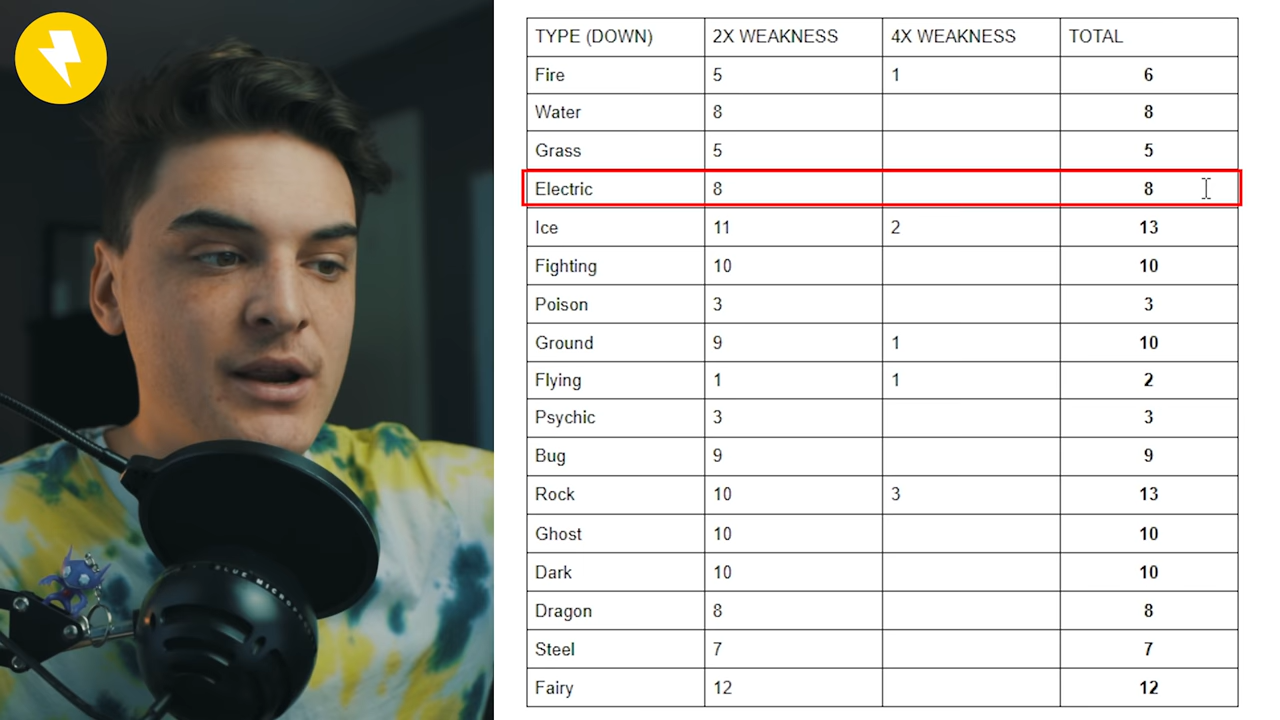 TYPE (DOWN) 2X WEAKNESS 4X WEAKNESS TOTAL
Fire 5 1 6
Water 8 8
Grass 5 5
Electric 8 8
Ice 11 2 13
Fighting 10 10
Poison 3 3
Ground 9 1 10
Flying 1 1 2
Psychic 3 3
Bug 9 9
Rock 10 3 13
Ghost 10 10
Dark 10 10
Dragon 8 8
Steel 7 7
Fairy 12 12
BLUE MICRO